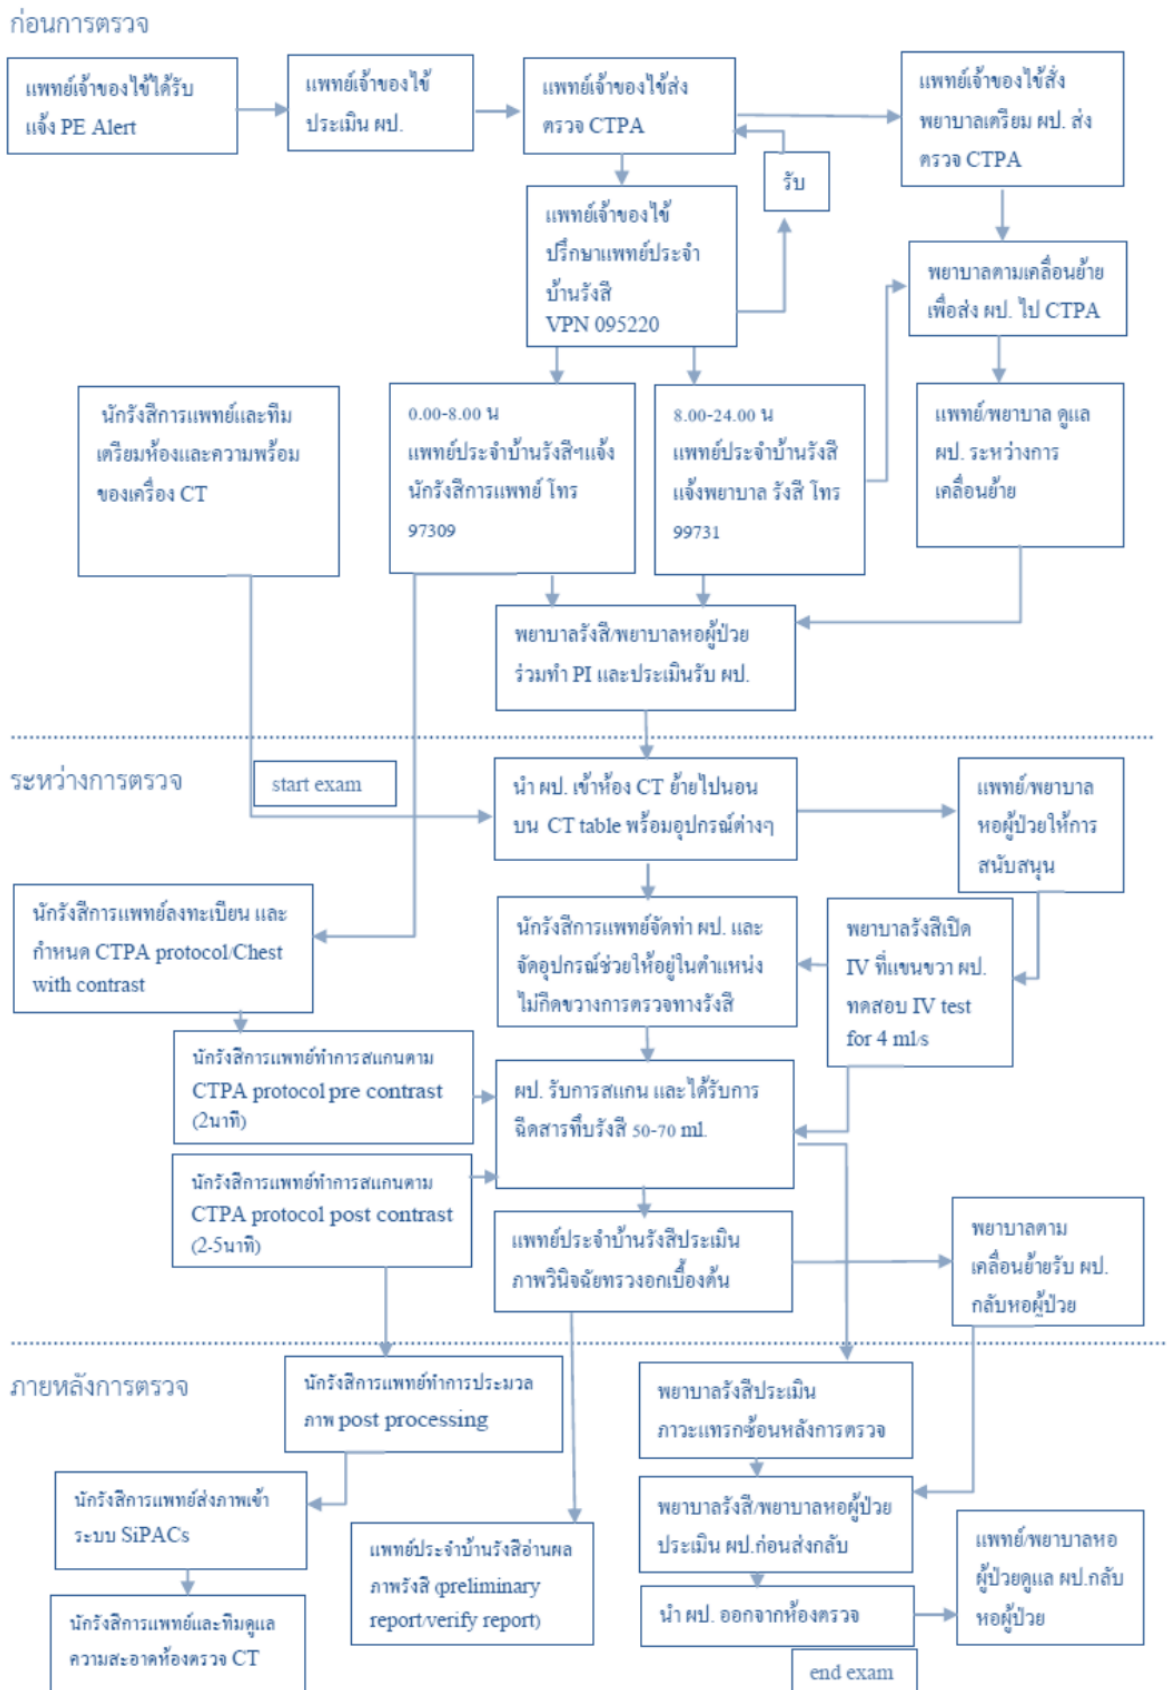 ก่อนการตรวจ
แพทย์เจ้าของไข้ได้รับ
แจ้ง PE Alert
แพทย์เจ้าของไข้
ประเมิน ผป.
แพทย์เจ้าของไข้ส่ง
ตรวจ CTPA
แพทย์เจ้าของไข้สั่ง
พยาบาลเตรียม ผป. ส่ง
ตรวจ CTPA
รับ
แพทย์เจ้าของไข้
ปรึกษาแพทย์ประจำ
บ้านรังสี
VPN 095220
พยาบาลตามเคลื่อนย้าย
เพื่อส่ง ผป. ไป CTPA
นักรังสีการแพทย์และทีม
เตรียมห้องและความพร้อม
ของเครื่อง CT
0.00-8.00 น
แพทย์ประจำบ้านรังสีฯแจ้ง
นักรังสีการแพทย์ โทร
97309
8.00-24.00 น
แพทย์ประจำบ้านรังสี
แจ้งพยาบาล รังสี โทร
99731
แพทย์/พยาบาล ดูแล
ผป. ระหว่างการ
เคลื่อนย้าย
พยาบาลรังสี/พยาบาลหอผู้ป่วย
ร่วมทำ PI และประเมินรับ ผป.
ระหว่างการตรวจ
start exam
นำ ผป. เข้าห้อง CT ย้ายไปนอน
บน CT table พร้อมอุปกรณ์ต่างๆ
แพทย์/พยาบาล
หอผู้ป่วยให้การ
สนับสนุน
นักรังสีการแพทย์ลงทะเบียน และ
กำหนด CTPA protocol/Chest
with contrast
นักรังสีการแพทย์จัดท่า ผป. และ
จัดอุปกรณ์ช่วยให้อยู่ในตำแหน่ง
ไม่กีดขวางการตรวจทางรังสี
พยาบาลรังสีเปิด
IV ที่แขนขวา ผป.
ทดสอบ IV test
for 4 ml/s
นักรังสีการแพทย์ทำการสแกนตาม
CTPA protocol pre contrast
(2นาที)
ผป. รับการสแกน และได้รับการ
ฉีดสารทึบรังสี 50-70 ml.
นักรังสีการแพทย์ทำการสแกนตาม
CTPA protocol post contrast
(2-5นาที)
แพทย์ประจำบ้านรังสีประเมิน
ภาพวินิจฉัยทรวงอกเบื้องต้น
พยาบาลตาม
เคลื่อนย้ายรับ ผป.
กลับหอผู้ป่วย
ภายหลังการตรวจ
นักรังสีการแพทย์ทำการประมวล
ภาพ post processing
พยาบาลรังสีประเมิน
ภาวะแทรกซ้อนหลังการตรวจ
นักรังสีการแพทย์ส่งภาพเข้า
ระบบ SiPACs
แพทย์ประจำบ้านรังสีอ่านผล
ภาพรังสี (preliminary
report/verify report)
พยาบาลรังสี/พยาบาลหอผู้ป่วย
ประเมิน ผป.ก่อนส่งกลับ
แพทย์/พยาบาลหอ
ผู้ป่วยดูแล ผป.กลับ
หอผู้ป่วย
นักรังสีการแพทย์และทีมดูแล
ความสะอาดห้องตรวจ CT
นำ ผป. ออกจากห้องตรวจ
end exam